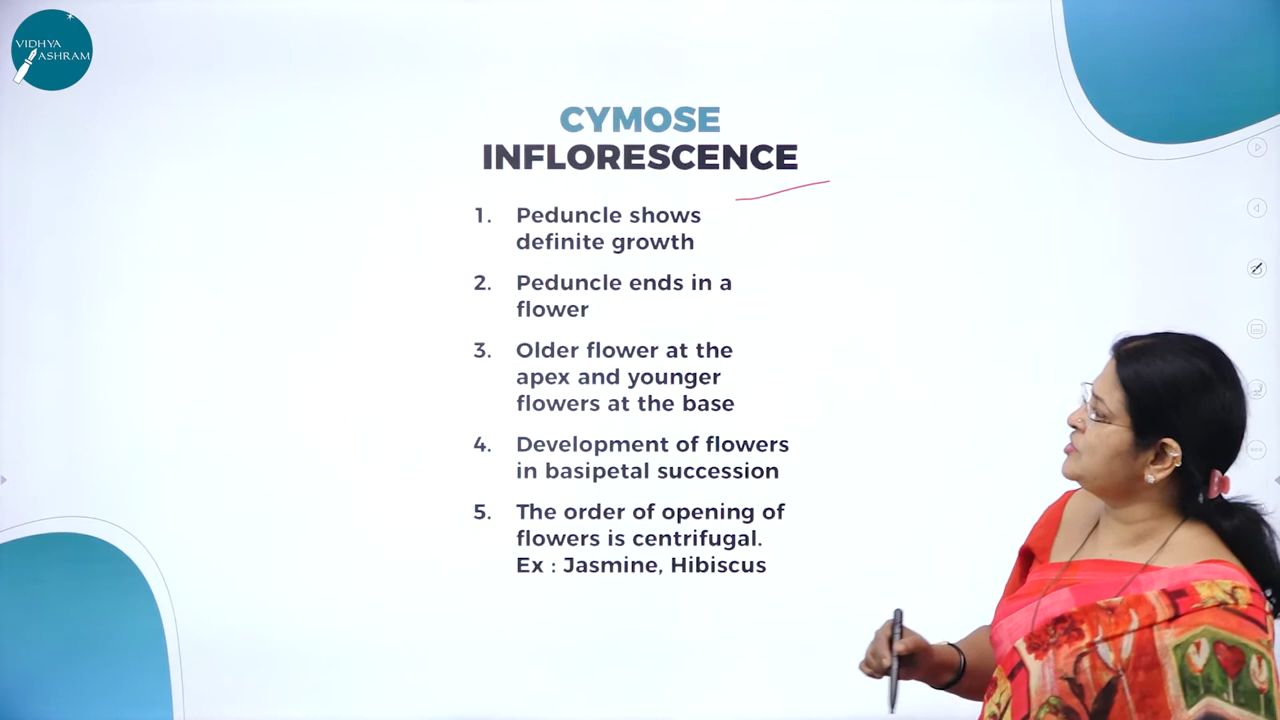 VIDHYA
ASHRAM
CYMOSE
INFLORESCENCE
1. Peduncle shows
definite growth
2. Peduncle ends in a
flower
3. Older flower at the
apex and younger
flowers at the base
4. Development of flowers
in basipetal succession
5. The order of opening of
flowers is centrifugal.
Ex : Jasmine, Hibiscus